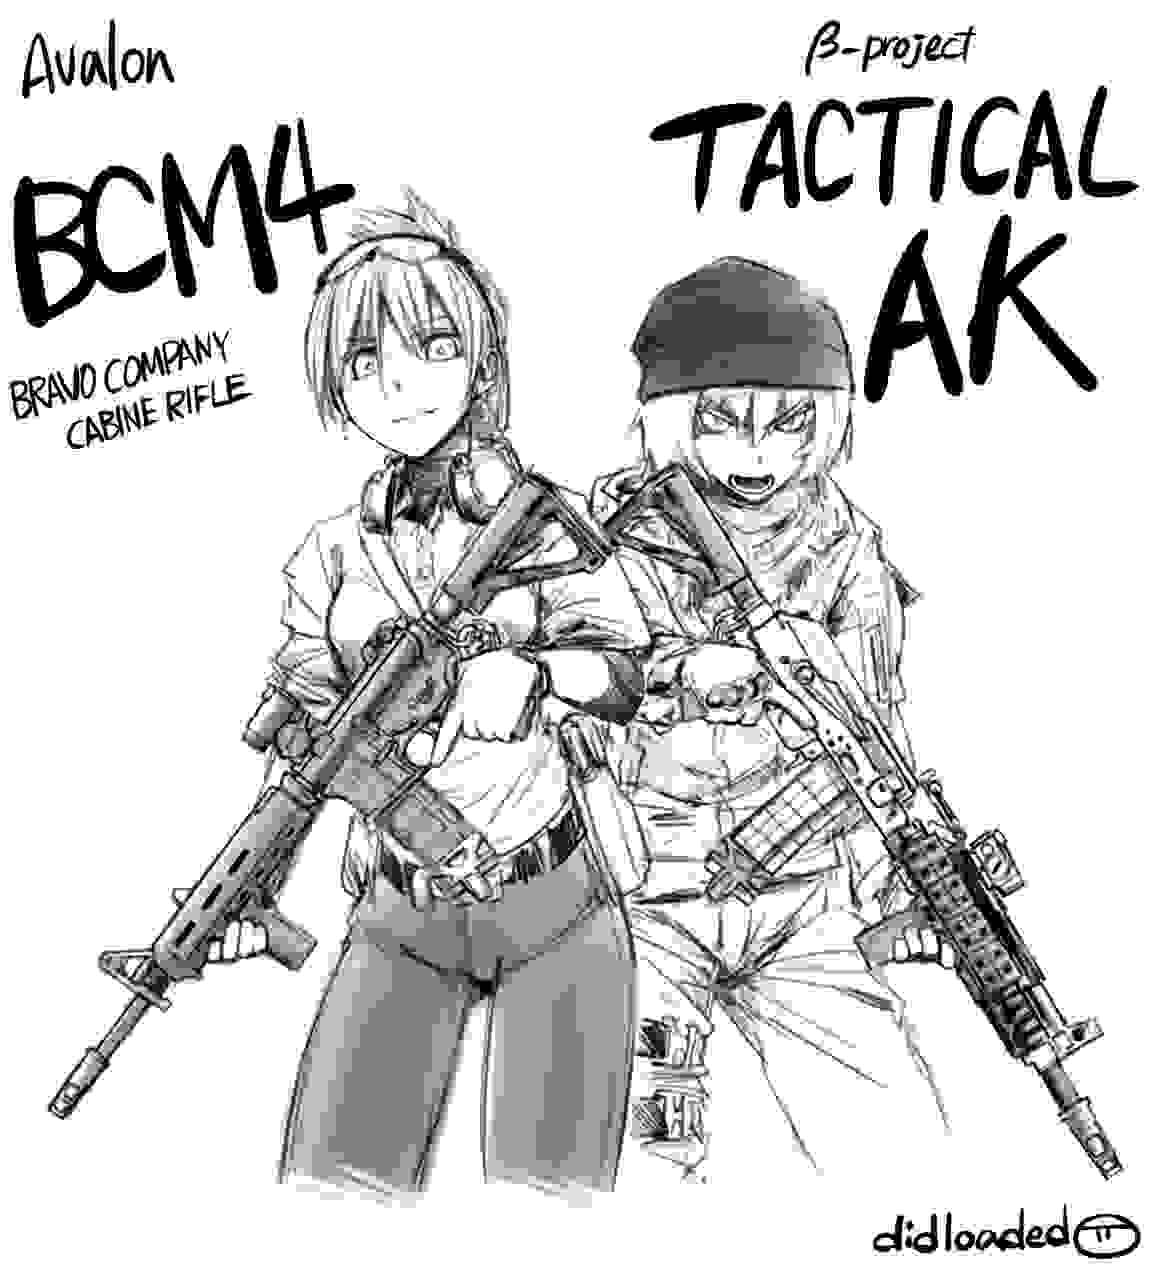 Avalon
BCM4
BRAVO COMPANY
CABINE RIFLE
β-project
TACTICAL
AK
didloaded